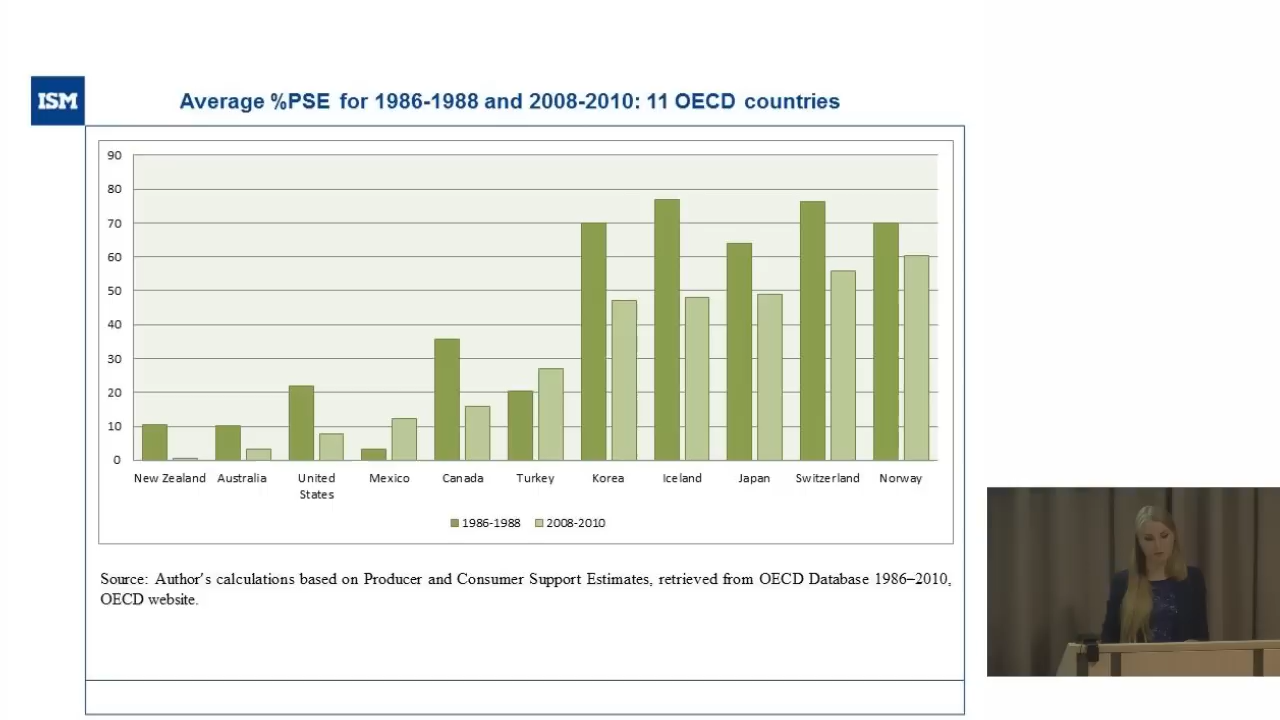 ISM
Average %PSE for 1986-1988 and 2008-2010: 11 OECD countries
90
80
70
60
50
40
30
20
10
0
New Zealand
Australia
United
States
Mexico
Canada
Turkey
Korea
Iceland
Japan
Switzerland
Norway
1986-1988
2008-2010
Source: Author's calculations based on Producer and Consumer Support Estimates, retrieved from OECD Database 1986–2010,
OECD website.